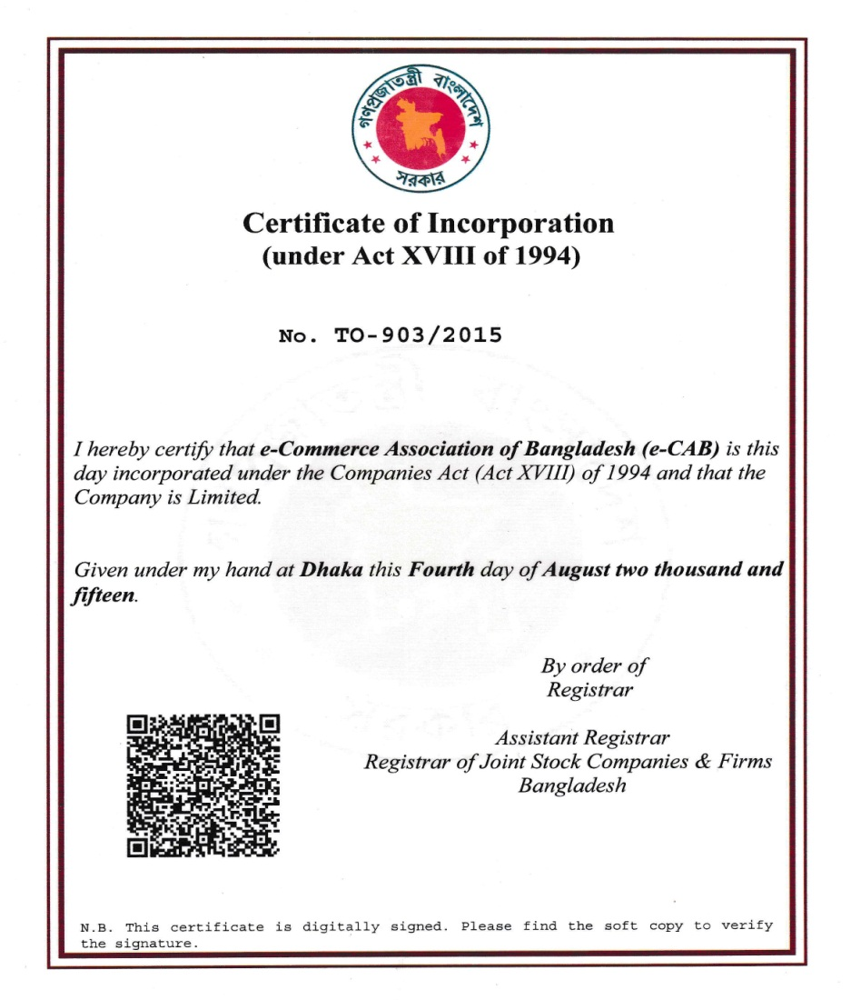 গণপ্রজাতন্ত্রী বাংলাদেশ
সরকার
Certificate of Incorporation
(under Act XVIII of 1994)
No. TO-903/2015
I hereby certify that e-Commerce Association of Bangladesh (e-CAB) is this
day incorporated under the Companies Act (Act XVIII) of 1994 and that the
Company is Limited.
Given under my hand at Dhaka this Fourth day of August two thousand and
fifteen.
By order of
Registrar
Assistant Registrar
Registrar of Joint Stock Companies & Firms
Bangladesh
N.B. This certificate is digitally signed. Please find the soft copy to verify
the signature.